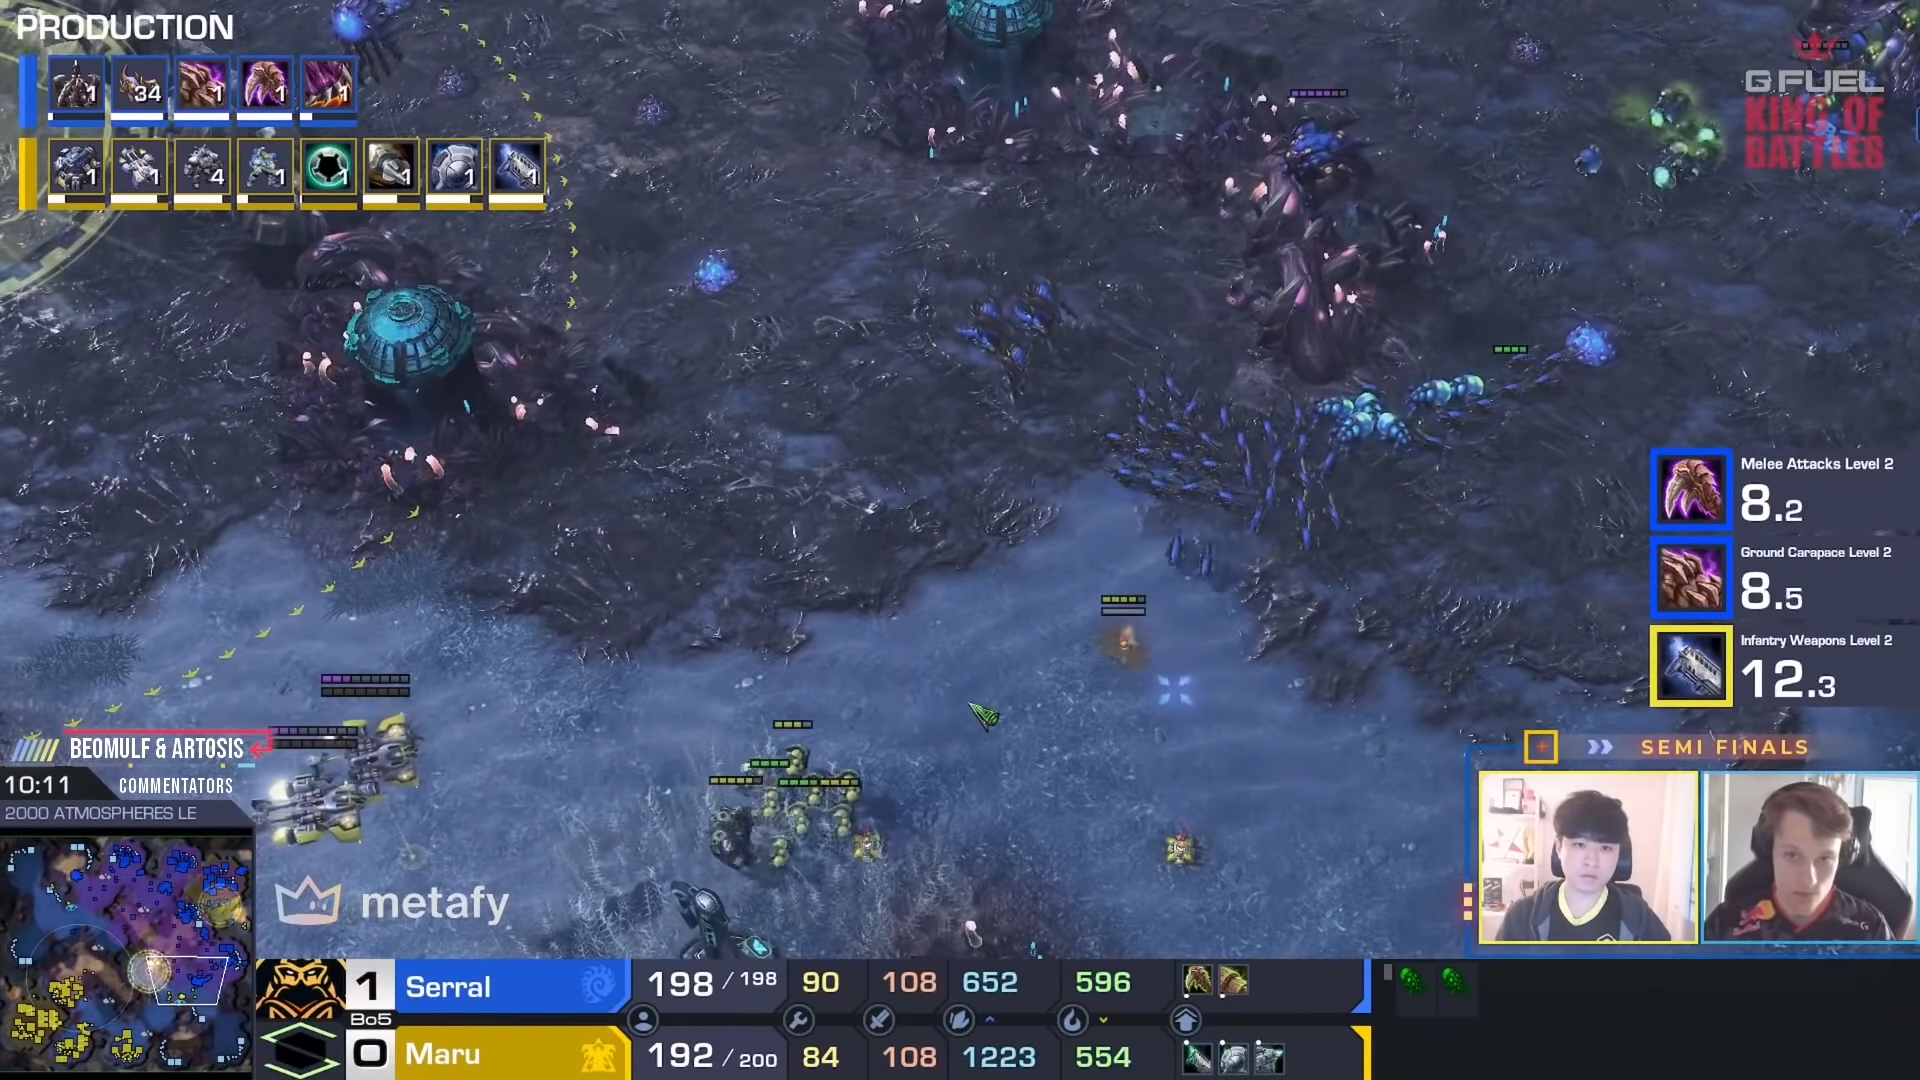 PRODUCTION
1 34 1 1 1
1 1 4 1 1 1 1 1
G FUEL
KING OF
BATTLES
Melee Attacks Level 2
8.2
Ground Carapace Level 2
8.5
Infantry Weapons Level 2
12.3
BEOMULF & ARTOSIS
COMMENTATORS
10:11
2000 ATMOSPHERES LE
SEMI FINALS
metafy
1 Serral 198 / 198 90 108 652 596
Bo5
0 Maru 192 / 200 84 108 1223 554